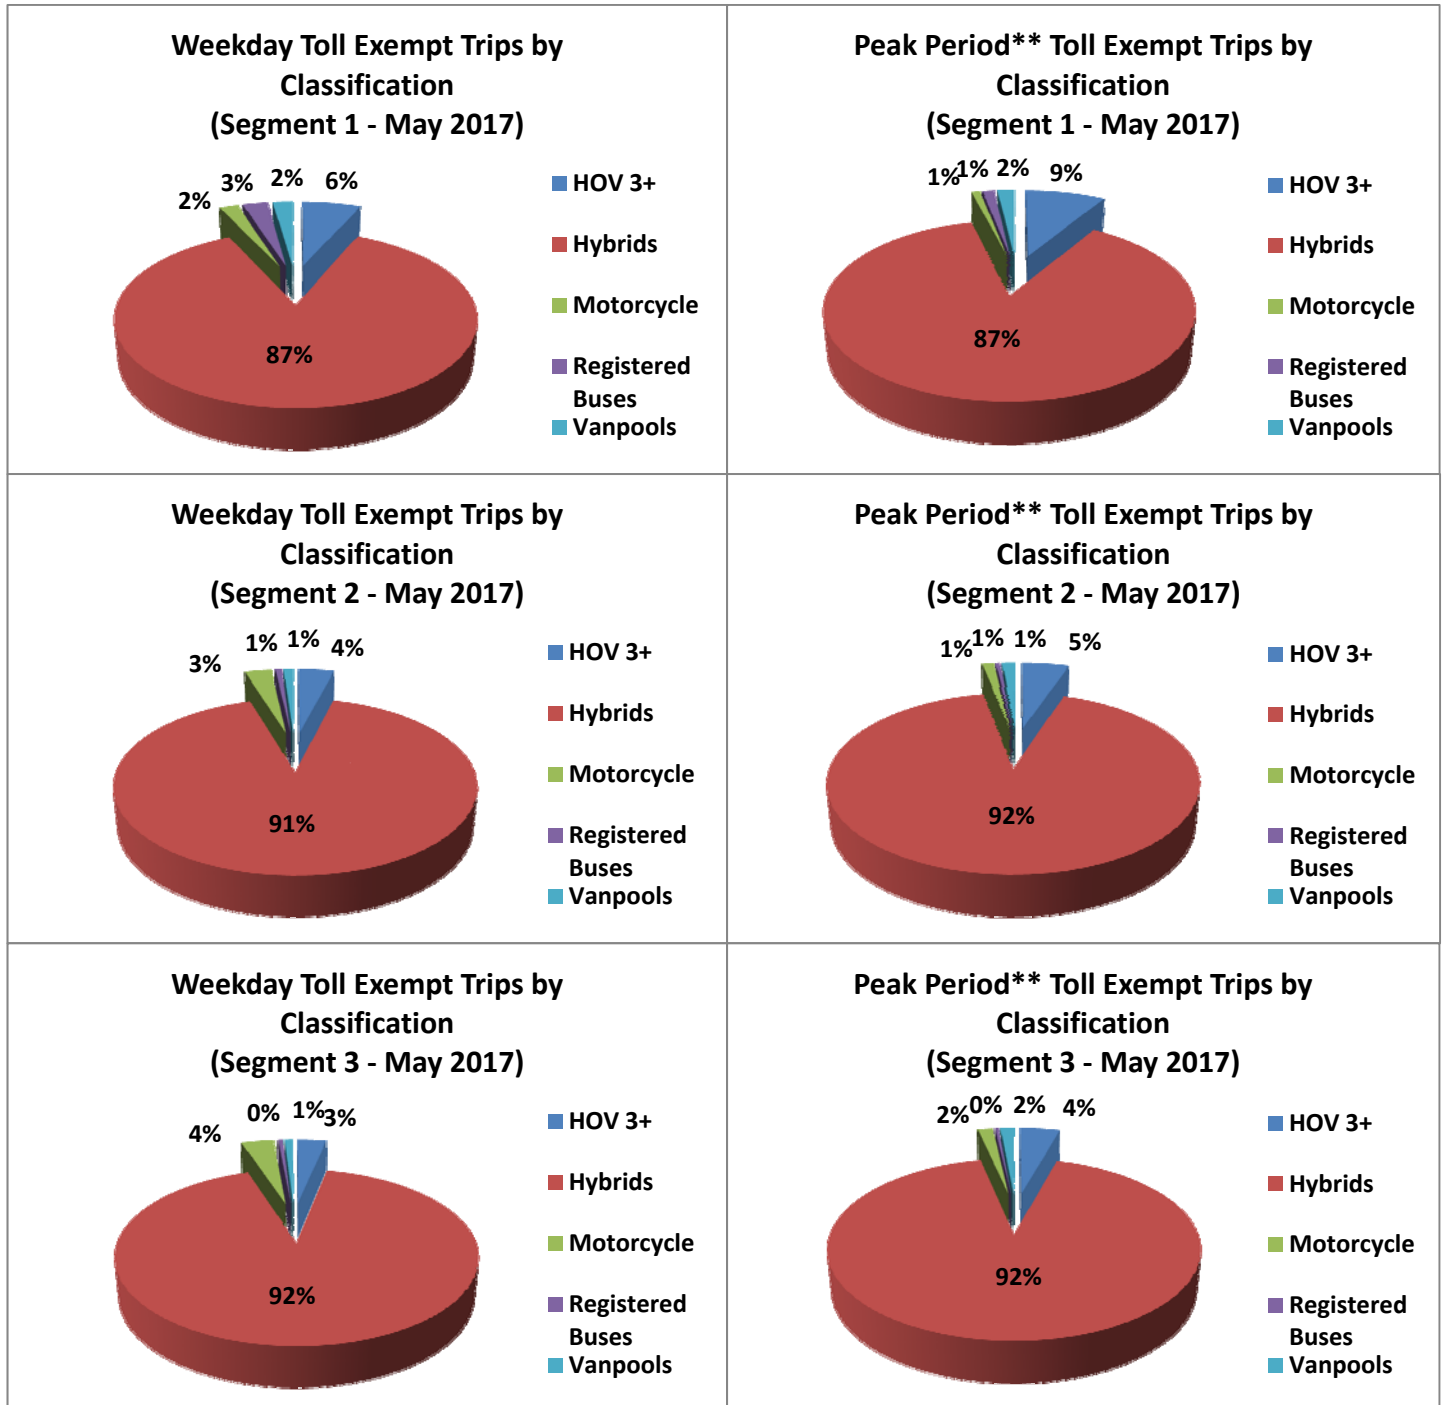 Weekday Toll Exempt Trips by
Classification
(Segment 1 - May 2017)
2%
3%
2%
6%
87%
HOV 3+
Hybrids
Motorcycle
Registered
Buses
Vanpools
Peak Period** Toll Exempt Trips by
Classification
(Segment 1 - May 2017)
1%
1%
2%
9%
87%
HOV 3+
Hybrids
Motorcycle
Registered
Buses
Vanpools
Weekday Toll Exempt Trips by
Classification
(Segment 2 - May 2017)
3%
1%
1%
4%
91%
HOV 3+
Hybrids
Motorcycle
Registered
Buses
Vanpools
Peak Period** Toll Exempt Trips by
Classification
(Segment 2 - May 2017)
1%
1%
1%
5%
92%
HOV 3+
Hybrids
Motorcycle
Registered
Buses
Vanpools
Weekday Toll Exempt Trips by
Classification
(Segment 3 - May 2017)
4%
0%
1%
3%
92%
HOV 3+
Hybrids
Motorcycle
Registered
Buses
Vanpools
Peak Period** Toll Exempt Trips by
Classification
(Segment 3 - May 2017)
2%
0%
2%
4%
92%
HOV 3+
Hybrids
Motorcycle
Registered
Buses
Vanpools